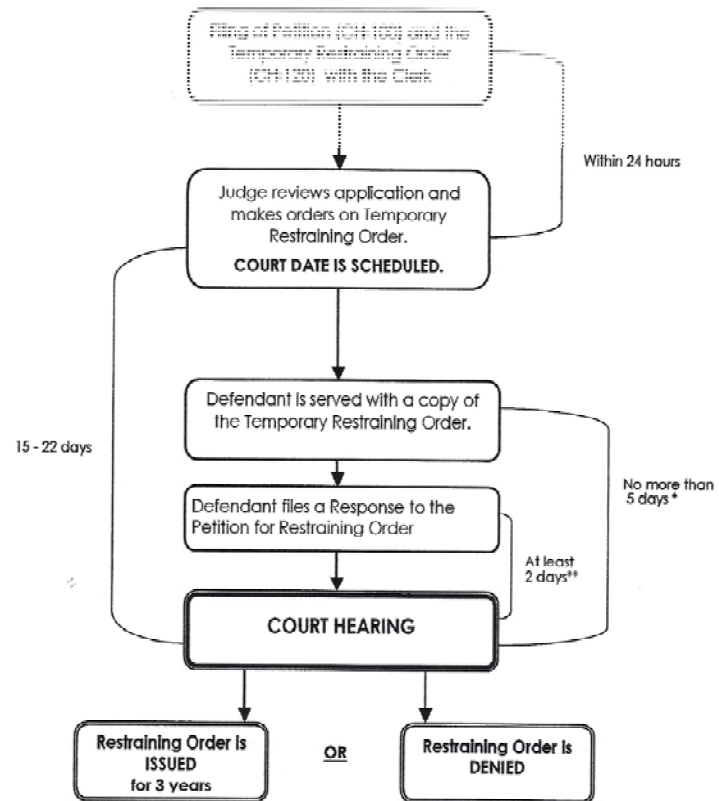 Filing of Petition (CH-100) and the
Temporary Restraining Order
(CH-120) with the Clerk
Within 24 hours
Judge reviews application and
makes orders on Temporary
Restraining Order.
COURT DATE IS SCHEDULED.
15 - 22 days
Defendant is served with a copy of
the Temporary Restraining Order.
No more than
5 days*
Defendant files a Response to the
Petition for Restraining Order
At least
2 days**
COURT HEARING
Restraining Order is
ISSUED
for 3 years
OR
Restraining Order is
DENIED